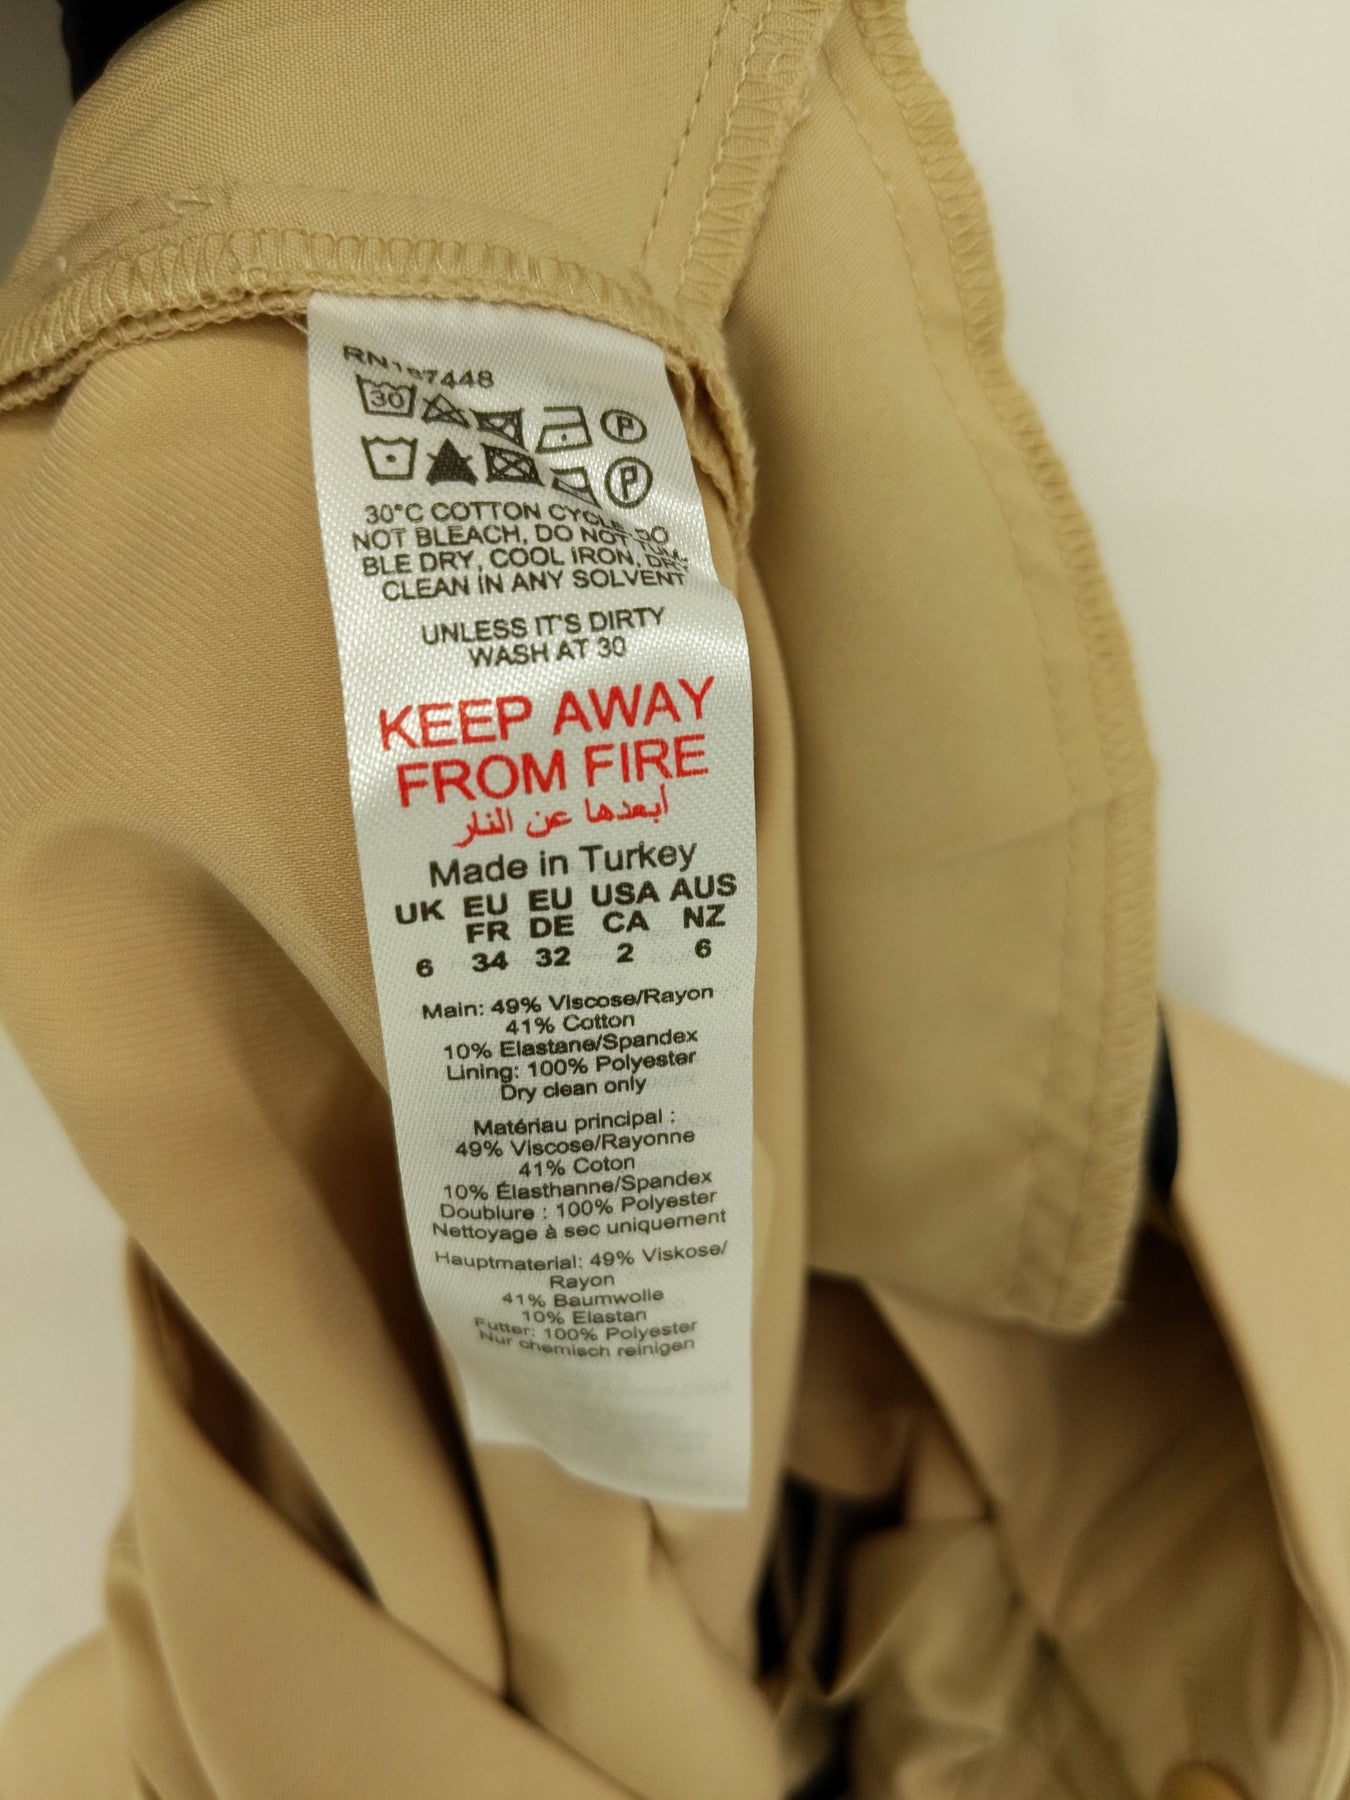 30
30°C COTTON CYCLE, DO
NOT BLEACH, DO NOT TUM-
BLE DRY, COOL IRON, DRY
CLEAN IN ANY SOLVENT
UNLESS IT'S DIRTY
WASH AT 30
KEEP AWAY
FROM FIRE
ابعدها عن النار
Made in Turkey
UK EU EU USA AUS
FR DE CA NZ
6 34 32 2 6
Main: 49% Viscose/Rayon
41% Cotton
10% Elastane/Spandex
Lining: 100% Polyester
Dry clean only
Matériau principal :
49% Viscose/Rayonne
41% Coton
10% Élasthanne/Spandex
Doublure : 100% Polyester
Nettoyage à sec uniquement
Hauptmaterial: 49% Viskose/
Rayon
41% Baumwolle
10% Elastan
Futter: 100% Polyester
Nur chemisch reinigen